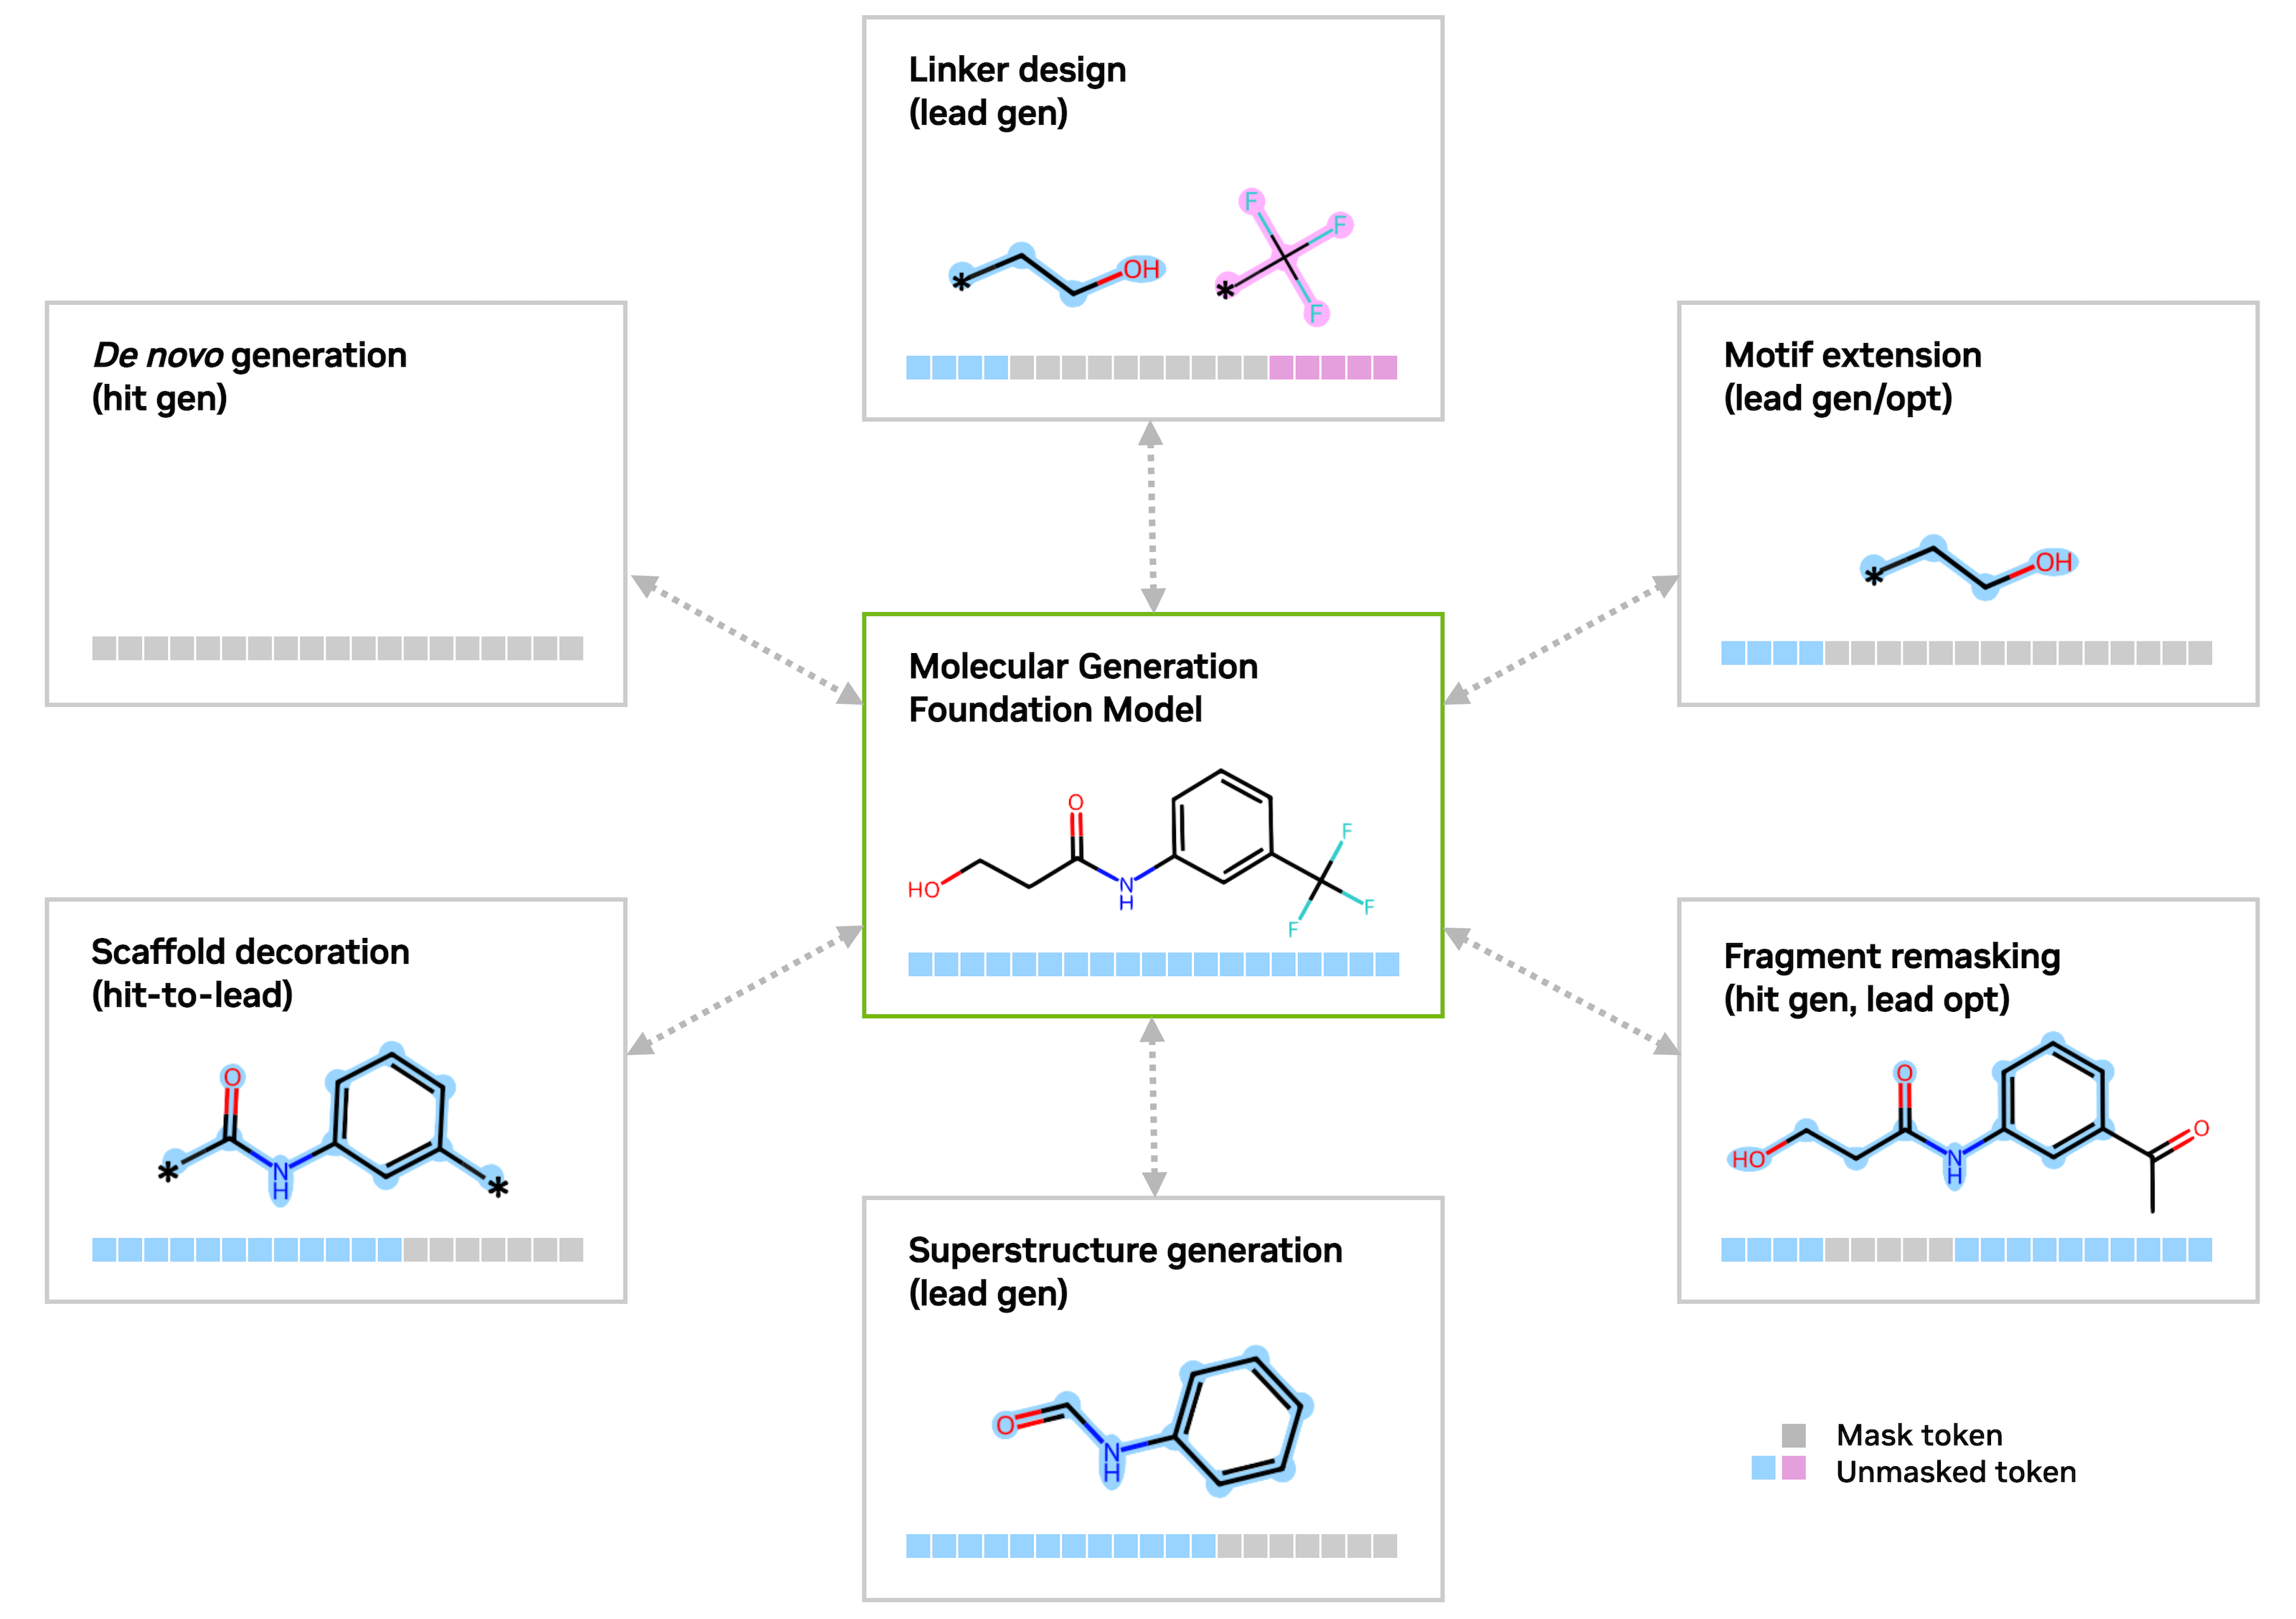 Linker design
(lead gen)
F
F
F
OH
*
*
De novo generation
(hit gen)
Motif extension
(lead gen/opt)
OH
*
Molecular Generation
Foundation Model
O
HO
N
H
F
F
F
Scaffold decoration
(hit-to-lead)
O
N
H
*
*
Fragment remasking
(hit gen, lead opt)
O
O
HO
N
H
Superstructure generation
(lead gen)
O
N
H
Mask token
Unmasked token